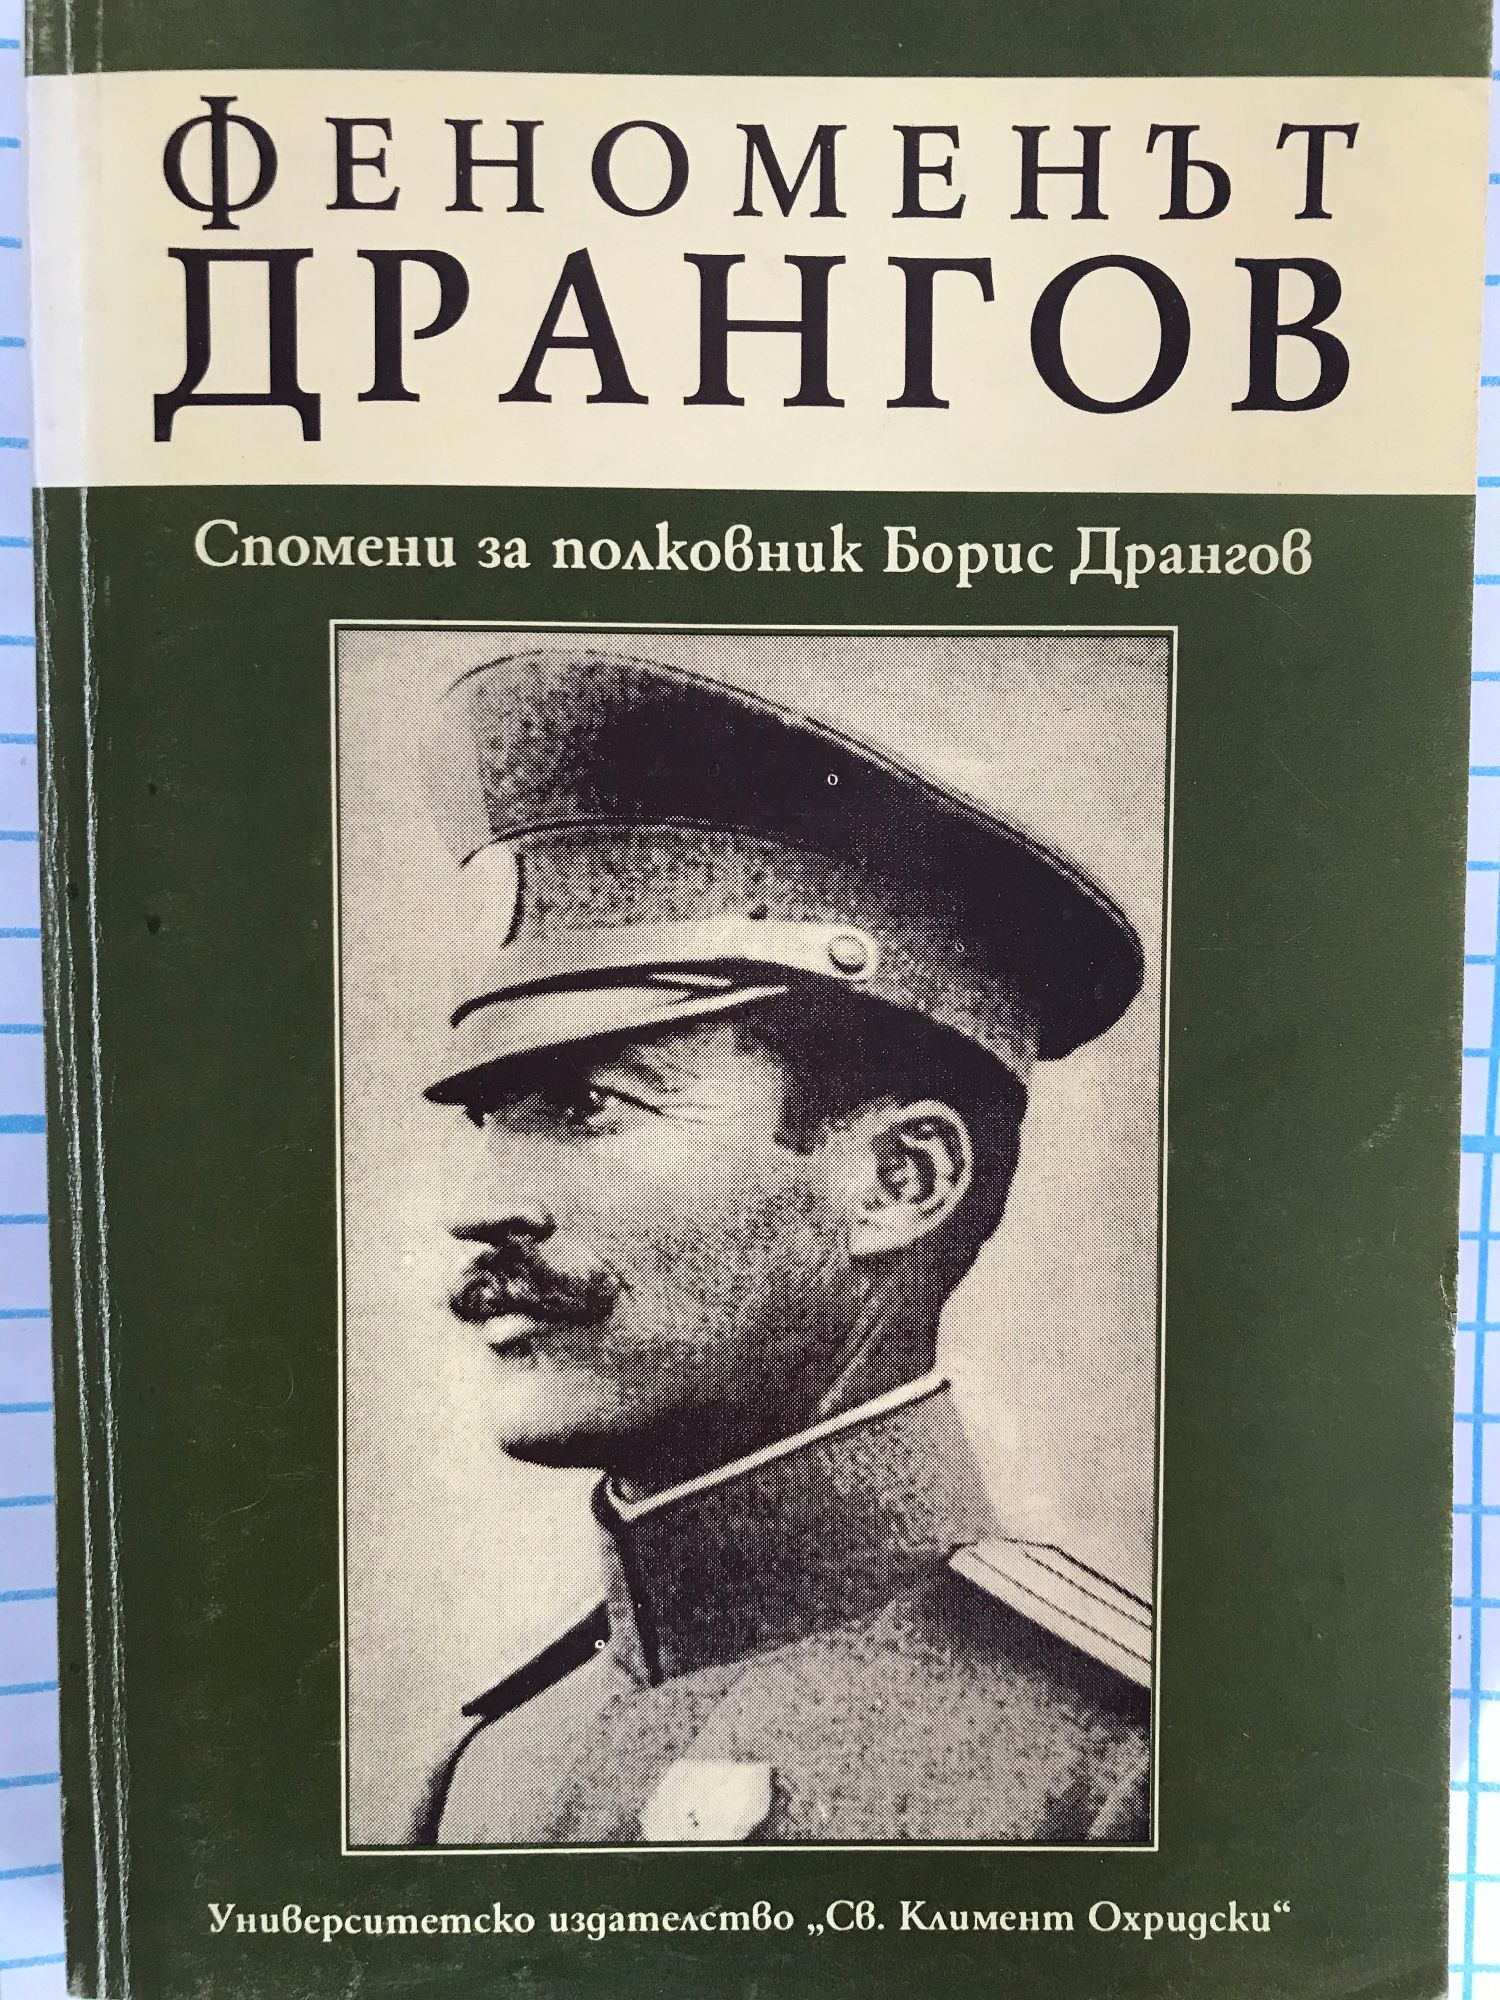 ФЕНОМЕНЪТ
ДРАНГОВ
Спомени за полковник Борис Дрангов
Университетско издателство „Св. Климент Охридски“